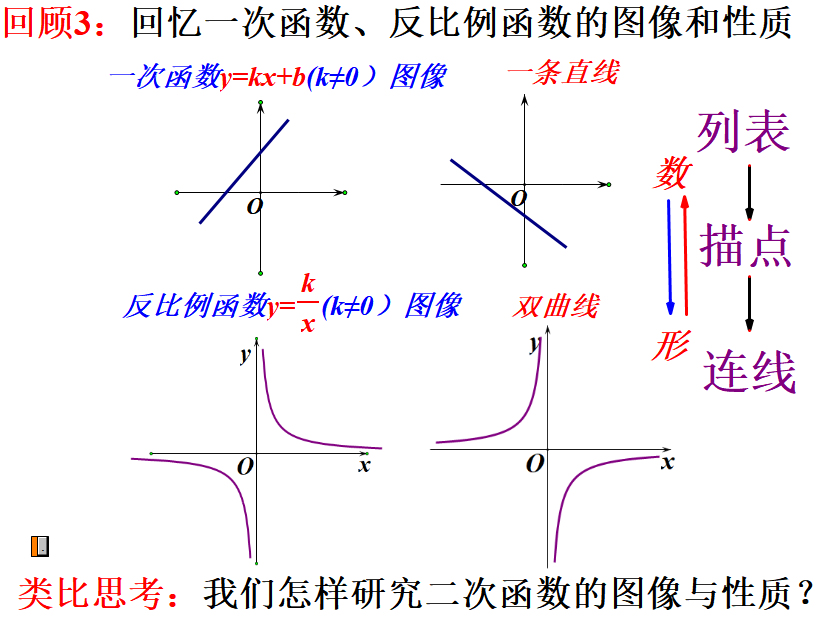 回顾3：回忆一次函数、反比例函数的图像和性质
一次函数y=kx+b(k≠0）图像
一条直线
O
O
反比例函数y=k/x(k≠0）图像
双曲线
y
O
x
y
O
x
数
形
列表
描点
连线
类比思考：我们怎样研究二次函数的图像与性质？